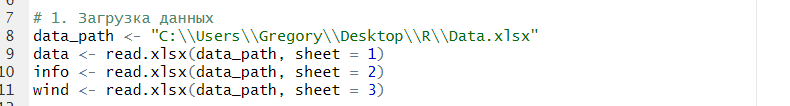 7 # 1. Загрузка данных
8 data_path <- "C:\\Users\\Gregory\\Desktop\\R\\Data.xlsx"
9 data <- read.xlsx(data_path, sheet = 1)
10 info <- read.xlsx(data_path, sheet = 2)
11 wind <- read.xlsx(data_path, sheet = 3)